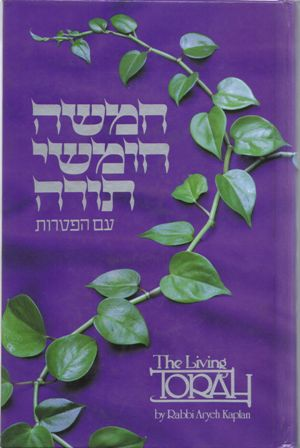 חמשה
חומשי
תורה
עם הפטרות
The Living
TORAH
by Rabbi Aryeh Kaplan